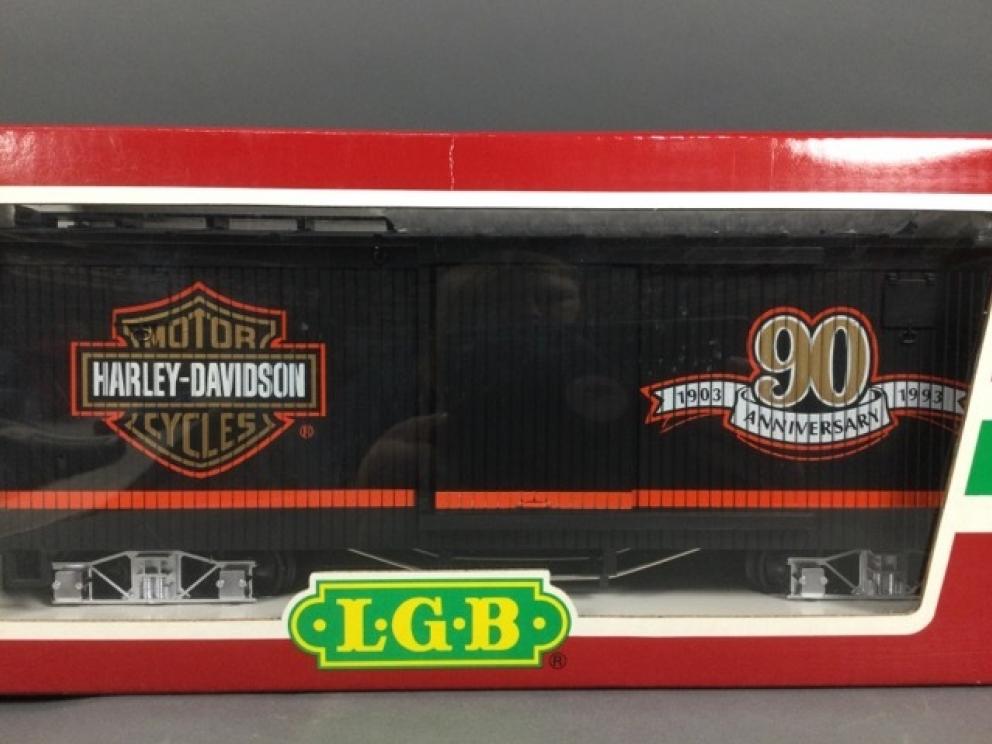 MOTOR
HARLEY-DAVIDSON
CYCLES
®
90
1903 1993
ANNIVERSARY
L·G·B
®